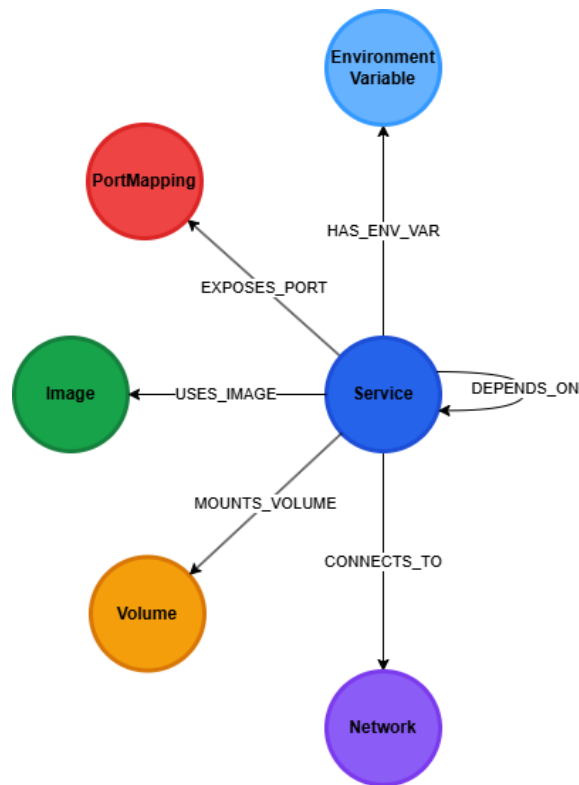 Environment
Variable
PortMapping
HAS_ENV_VAR
EXPOSES_PORT
Image
USES_IMAGE
Service
DEPENDS_ON
MOUNTS_VOLUME
CONNECTS_TO
Volume
Network